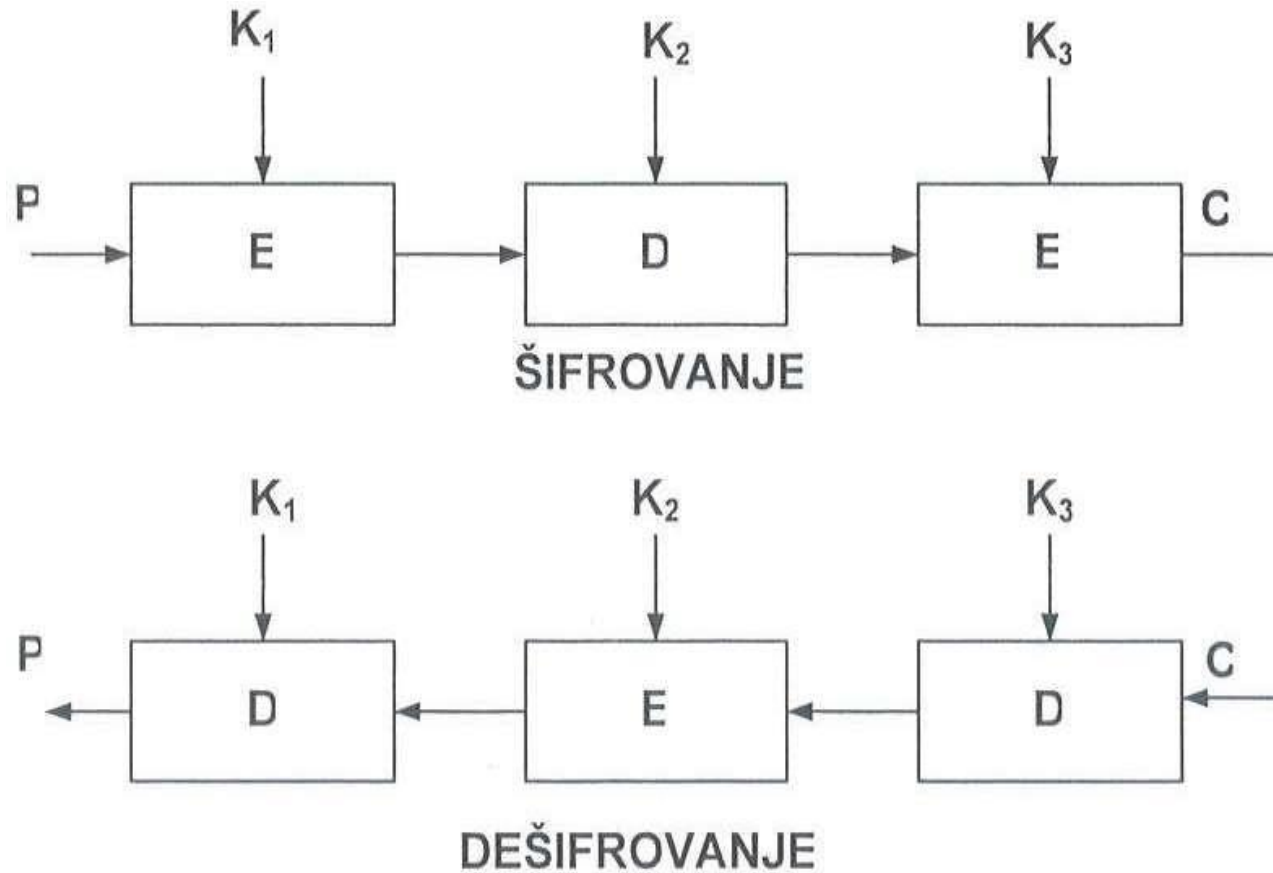 K₁ K₂ K₃
P E D E C
ŠIFROVANJE
K₁ K₂ K₃
P D E D C
DEŠIFROVANJE